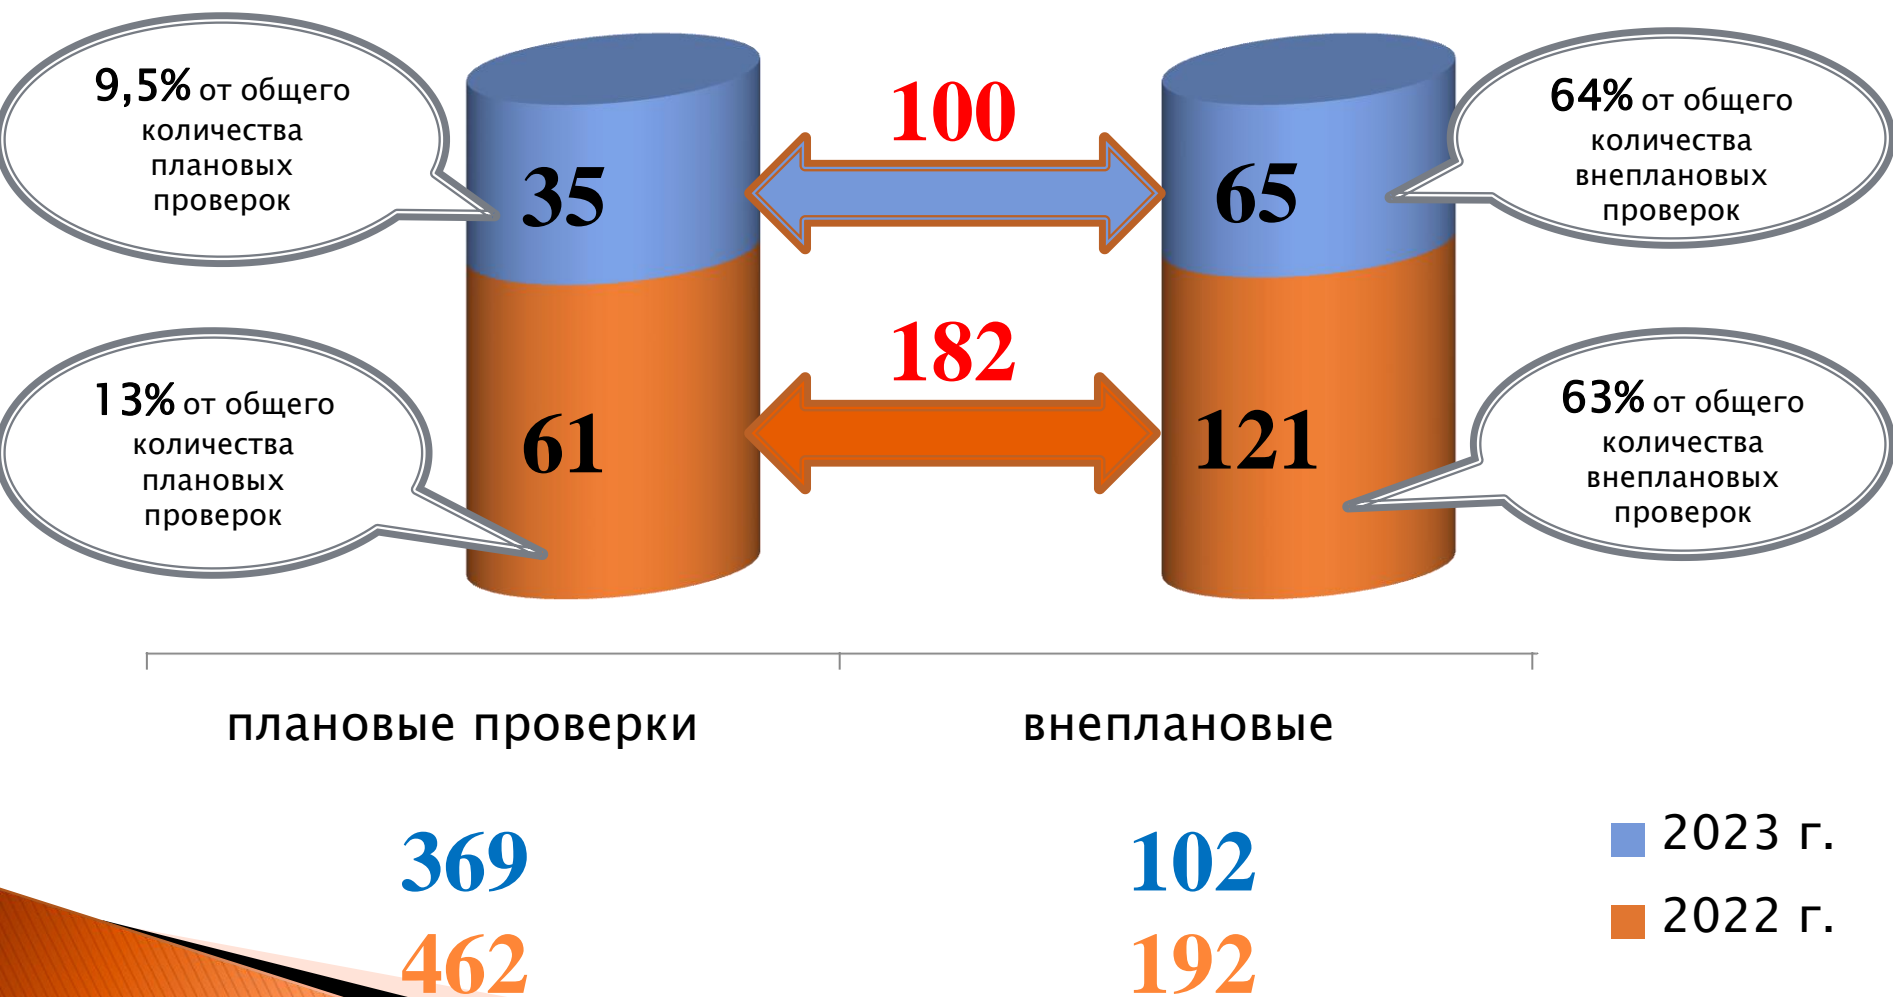 9,5% от общего
количества
плановых
проверок
35
100
65
64% от общего
количества
внеплановых
проверок
13% от общего
количества
плановых
проверок
61
182
121
63% от общего
количества
внеплановых
проверок
плановые проверки
внеплановые
369
102
462
192
2023 г.
2022 г.